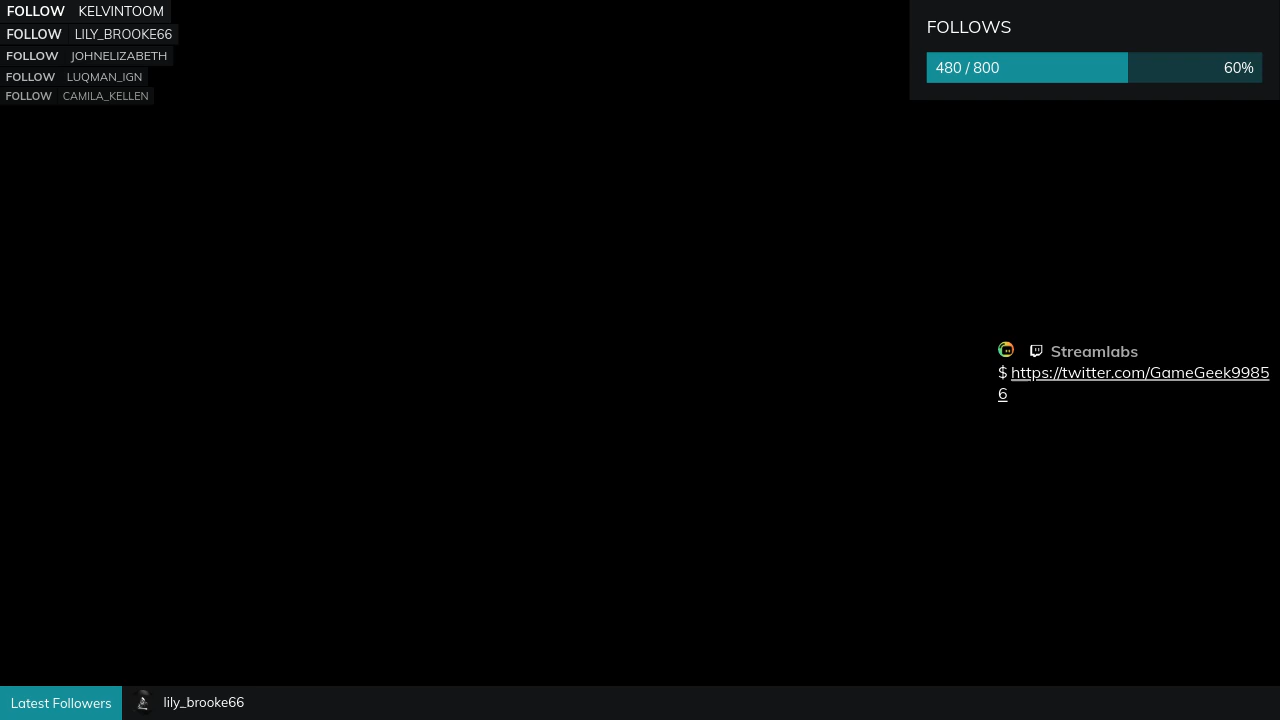 FOLLOW KELVINTOOM
FOLLOW LILY_BROOKE66
FOLLOW JOHNELIZABETH
FOLLOW LUQMAN_IGN
FOLLOW CAMILA_KELLEN
FOLLOWS
480 / 800 60%
Streamlabs
$ https://twitter.com/GameGeek9985
6
Latest Followers lily_brooke66